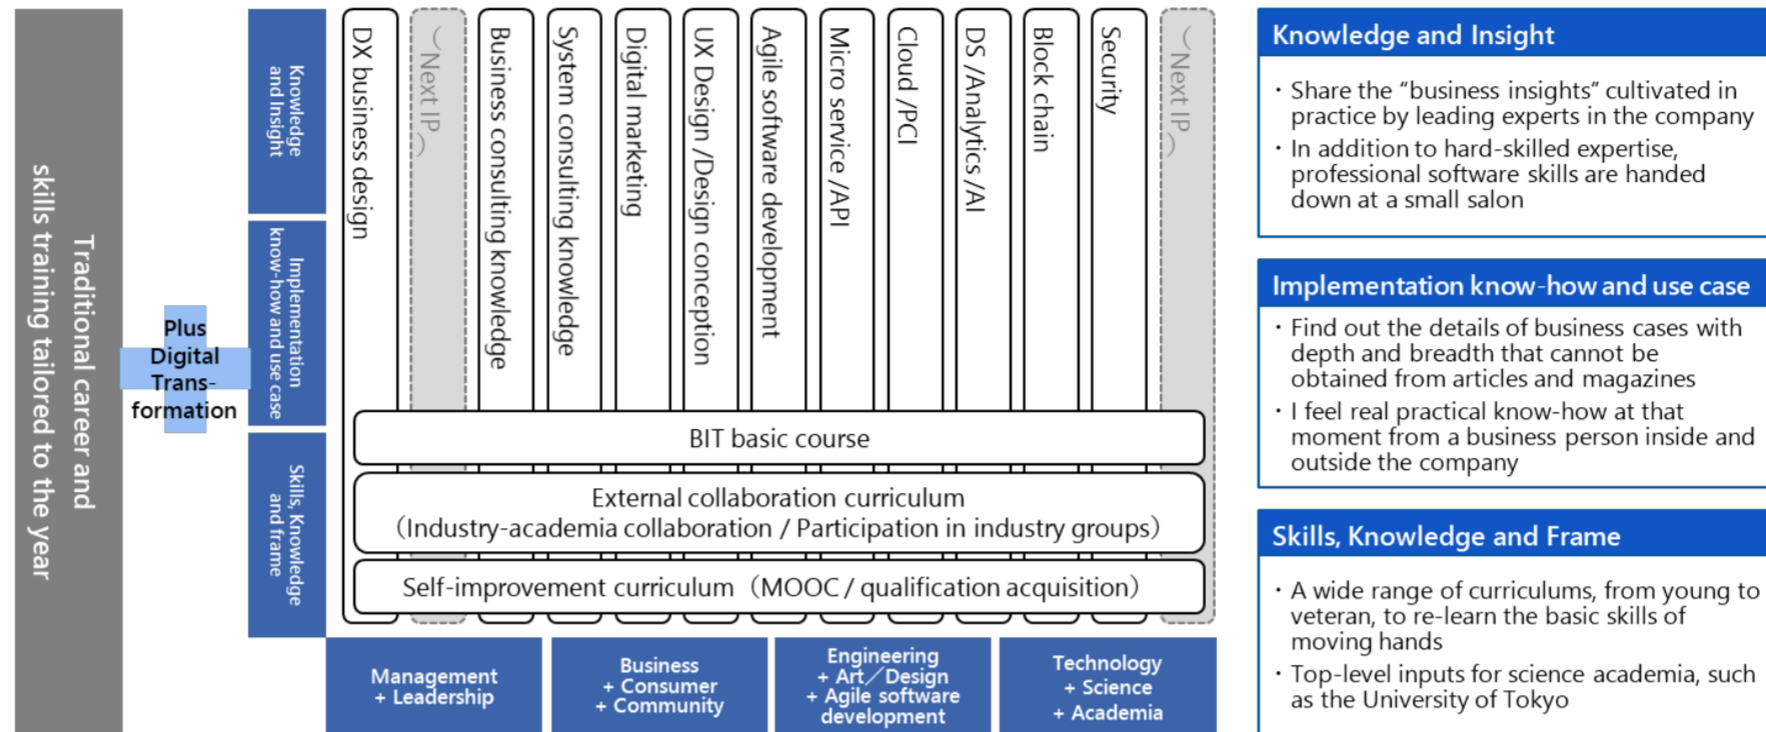 Traditional career and
skills training tailored to the year
Plus
Digital
Trans-
formation
Knowledge
and Insight
Implementation
know-how and use case
Skills, Knowledge
and frame
DX business design
（Next IP）
Business consulting knowledge
System consulting knowledge
Digital marketing
UX Design /Design conception
Agile software development
Micro service /API
Cloud /PCI
DS /Analytics /AI
Block chain
Security
（Next IP）
BIT basic course
External collaboration curriculum
（Industry-academia collaboration / Participation in industry groups）
Self-improvement curriculum（MOOC / qualification acquisition）
Management
+ Leadership
Business
+ Consumer
+ Community
Engineering
+ Art／Design
+ Agile software
development
Technology
+ Science
+ Academia
Knowledge and Insight
・Share the “business insights” cultivated in
practice by leading experts in the company
・In addition to hard-skilled expertise,
professional software skills are handed
down at a small salon
Implementation know-how and use case
・Find out the details of business cases with
depth and breadth that cannot be
obtained from articles and magazines
・I feel real practical know-how at that
moment from a business person inside and
outside the company
Skills, Knowledge and Frame
・A wide range of curriculums, from young to
veteran, to re-learn the basic skills of
moving hands
・Top-level inputs for science academia, such
as the University of Tokyo